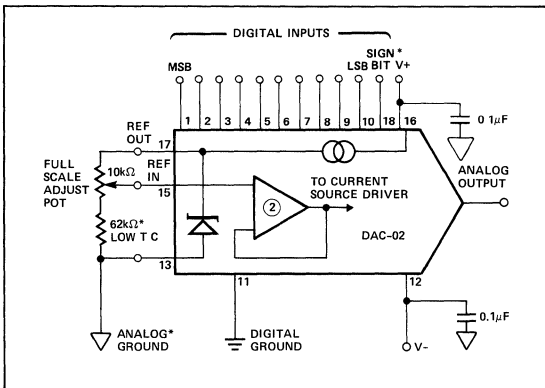 DIGITAL INPUTS
SIGN*
MSB LSB BIT V+
1 2 3 4 5 6 7 8 9 10 18 16
0 1µF
REF
OUT
17
FULL
SCALE
ADJUST
POT
10kΩ
REF
IN
15
62kΩ*
LOW T C
13
2
TO CURRENT
SOURCE DRIVER
DAC-02
ANALOG
OUTPUT
11
12
ANALOG*
GROUND
DIGITAL
GROUND
V-
0.1µF